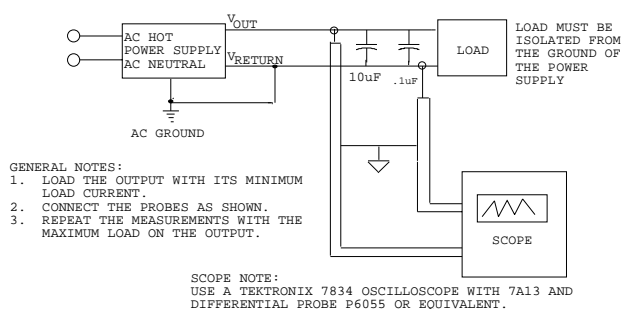 V
OUT
AC HOT
POWER SUPPLY
AC NEUTRAL
V
RETURN
10uF
.1uF
LOAD
LOAD MUST BE
ISOLATED FROM
THE GROUND OF
THE POWER
SUPPLY
AC GROUND
GENERAL NOTES:
1. LOAD THE OUTPUT WITH ITS MINIMUM
LOAD CURRENT.
2. CONNECT THE PROBES AS SHOWN.
3. REPEAT THE MEASUREMENTS WITH THE
MAXIMUM LOAD ON THE OUTPUT.
SCOPE
SCOPE NOTE:
USE A TEKTRONIX 7834 OSCILLOSCOPE WITH 7A13 AND
DIFFERENTIAL PROBE P6055 OR EQUIVALENT.